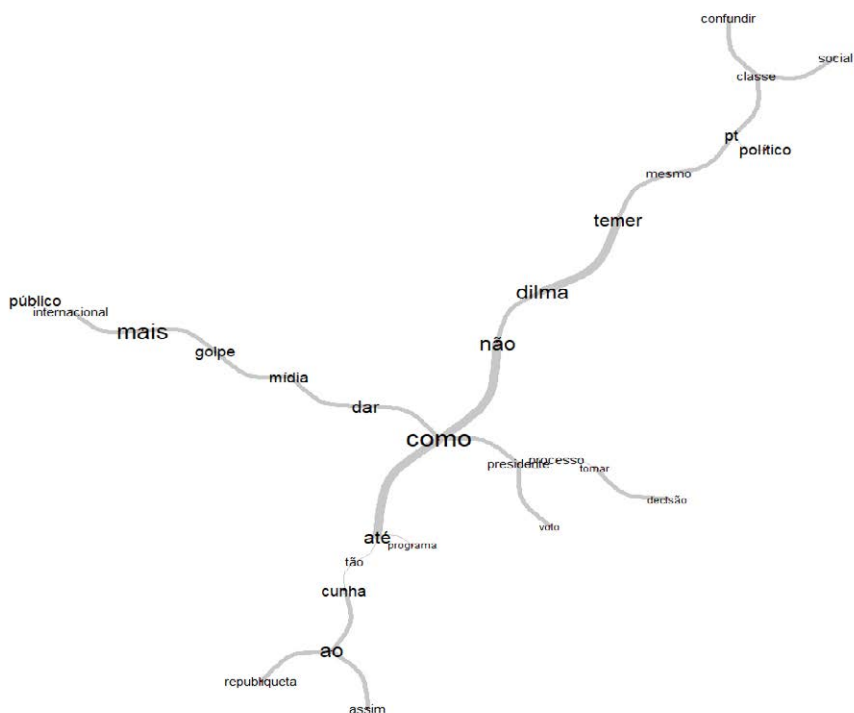 confundir
social
classe
pt
político
mesmo
temer
dilma
público
internacional
mais
não
golpe
mídia
dar
como
processo
presidente
tomar
decisão
voto
até
programa
tão
cunha
ao
republiqueta
assim